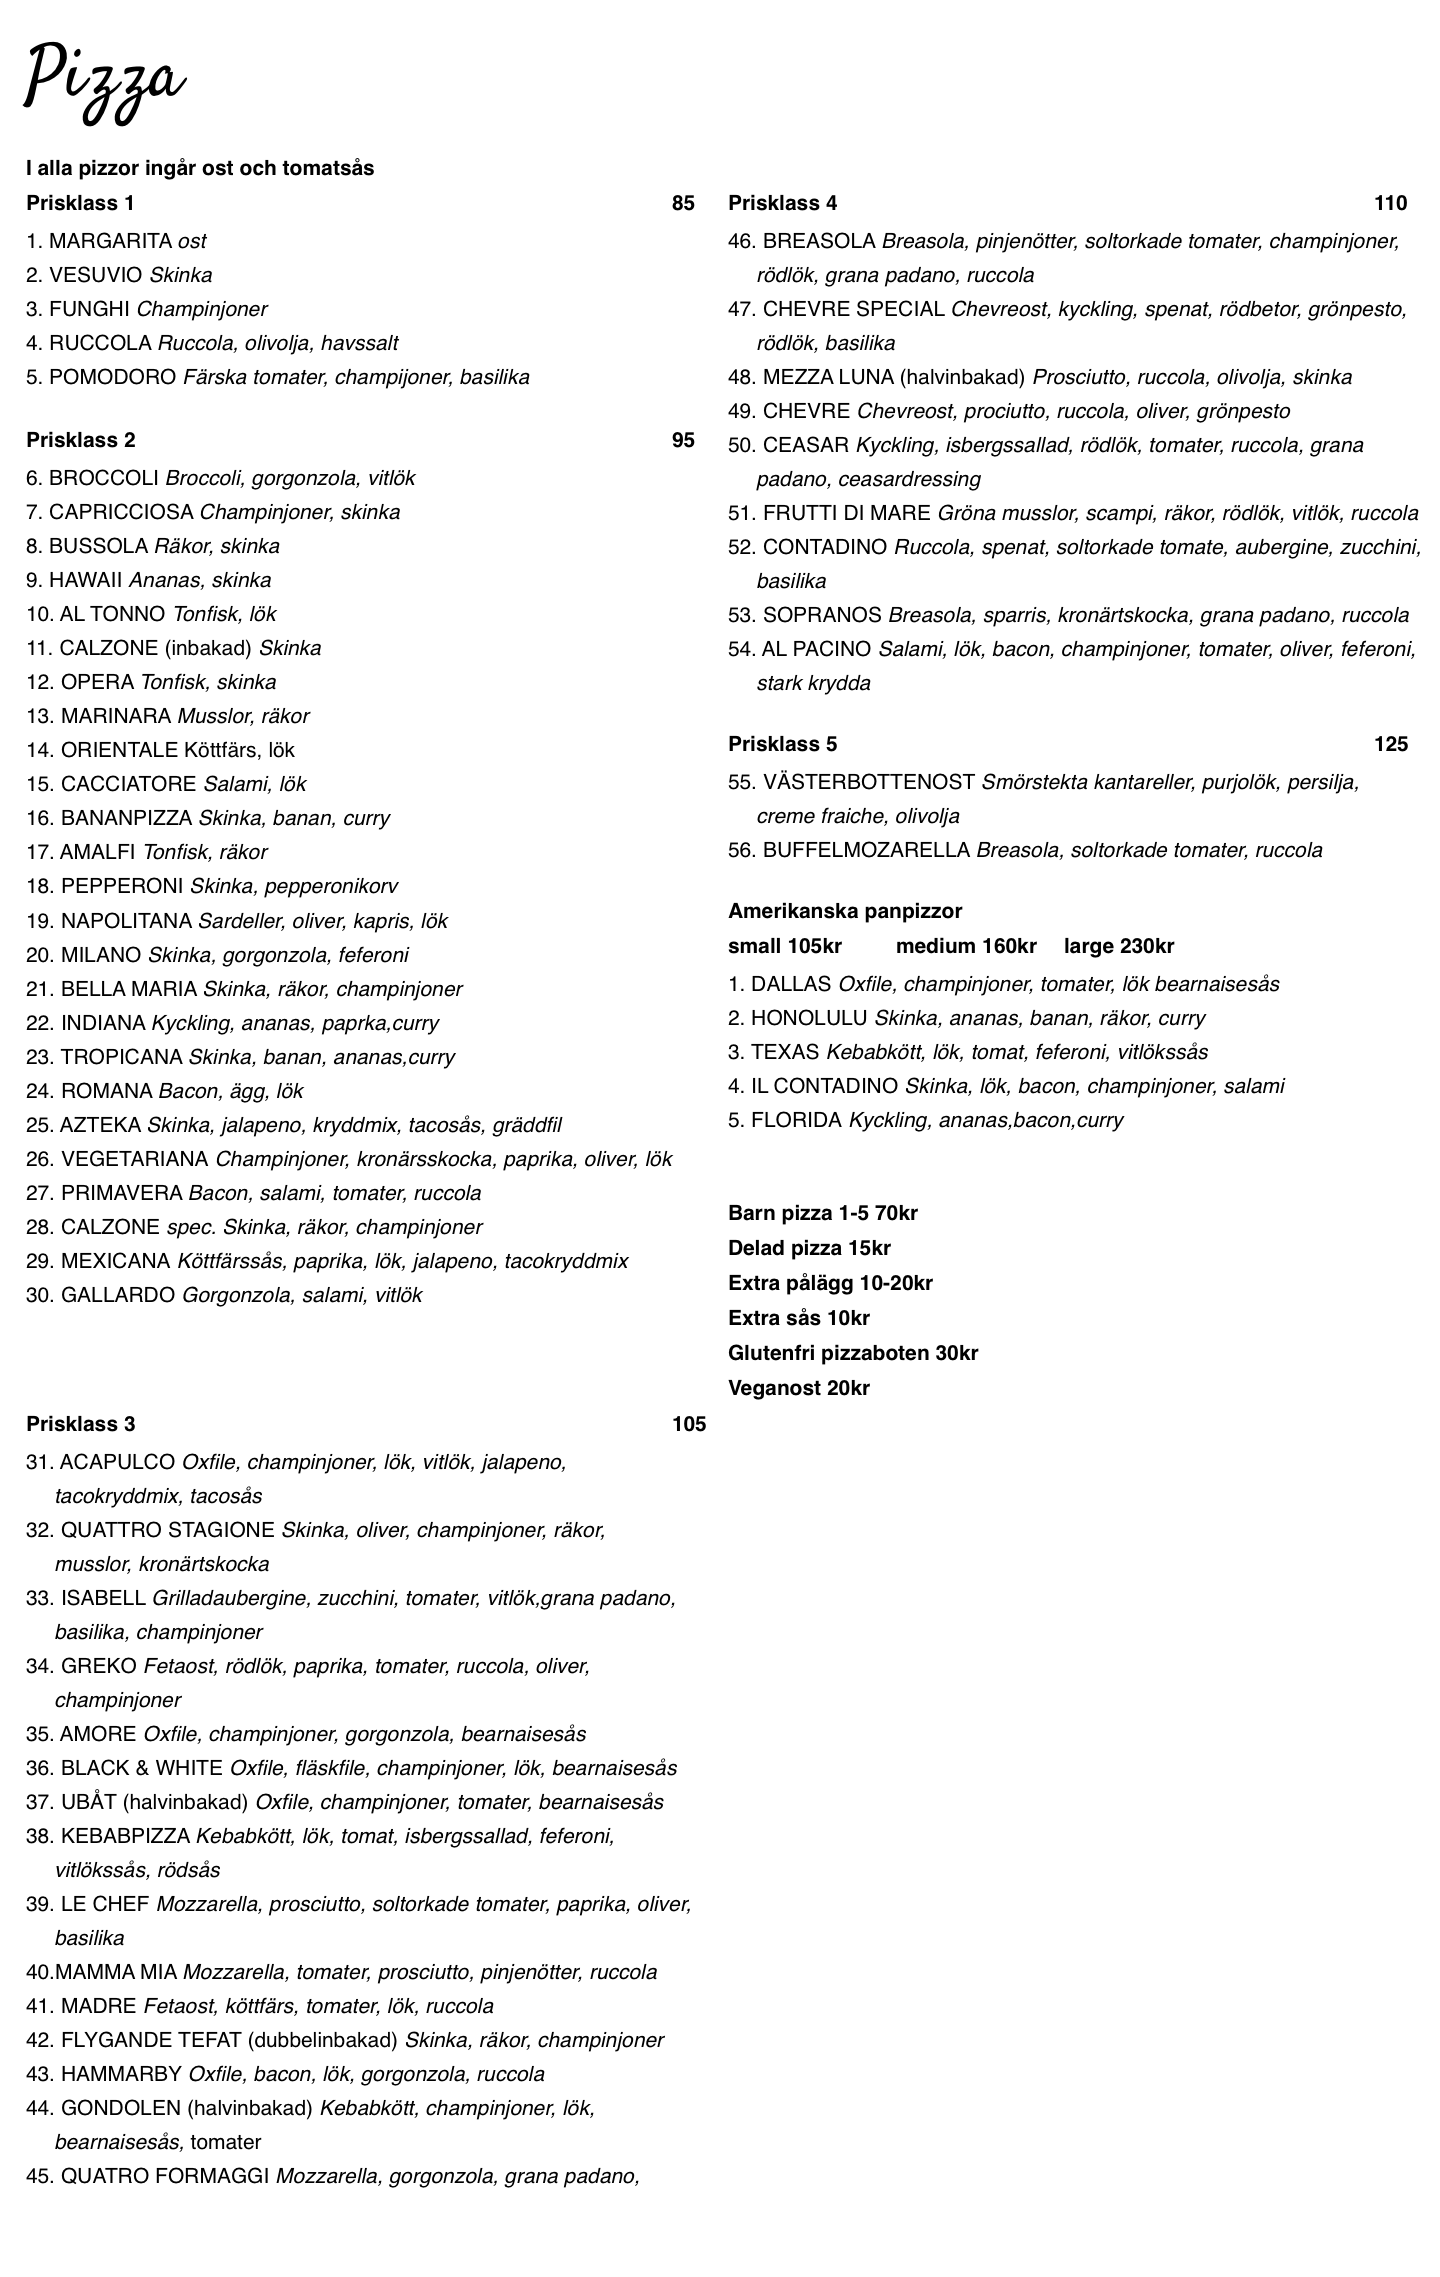 Pizza
I alla pizzor ingår ost och tomatsås
Prisklass 1 85
1. MARGARITA ost
2. VESUVIO Skinka
3. FUNGHI Champinjoner
4. RUCCOLA Ruccola, olivolja, havssalt
5. POMODORO Färska tomater, champijoner, basilika
Prisklass 2 95
6. BROCCOLI Broccoli, gorgonzola, vitlök
7. CAPRICCIOSA Champinjoner, skinka
8. BUSSOLA Räkor, skinka
9. HAWAII Ananas, skinka
10. AL TONNO Tonfisk, lök
11. CALZONE (inbakad) Skinka
12. OPERA Tonfisk, skinka
13. MARINARA Musslor, räkor
14. ORIENTALE Köttfärs, lök
15. CACCIATORE Salami, lök
16. BANANPIZZA Skinka, banan, curry
17. AMALFI Tonfisk, räkor
18. PEPPERONI Skinka, pepperonikorv
19. NAPOLITANA Sardeller, oliver, kapris, lök
20. MILANO Skinka, gorgonzola, feferoni
21. BELLA MARIA Skinka, räkor, champinjoner
22. INDIANA Kyckling, ananas, paprka,curry
23. TROPICANA Skinka, banan, ananas,curry
24. ROMANA Bacon, ägg, lök
25. AZTEKA Skinka, jalapeno, kryddmix, tacosås, gräddfil
26. VEGETARIANA Champinjoner, kronärsskocka, paprika, oliver, lök
27. PRIMAVERA Bacon, salami, tomater, ruccola
28. CALZONE spec. Skinka, räkor, champinjoner
29. MEXICANA Köttfärssås, paprika, lök, jalapeno, tacokryddmix
30. GALLARDO Gorgonzola, salami, vitlök
Prisklass 3 105
31. ACAPULCO Oxfile, champinjoner, lök, vitlök, jalapeno,
tacokryddmix, tacosås
32. QUATTRO STAGIONE Skinka, oliver, champinjoner, räkor,
musslor, kronärtskocka
33. ISABELL Grilladaubergine, zucchini, tomater, vitlök,grana padano,
basilika, champinjoner
34. GREKO Fetaost, rödlök, paprika, tomater, ruccola, oliver,
champinjoner
35. AMORE Oxfile, champinjoner, gorgonzola, bearnaisesås
36. BLACK & WHITE Oxfile, fläskfile, champinjoner, lök, bearnaisesås
37. UBÅT (halvinbakad) Oxfile, champinjoner, tomater, bearnaisesås
38. KEBABPIZZA Kebabkött, lök, tomat, isbergssallad, feferoni,
vitlökssås, rödsås
39. LE CHEF Mozzarella, prosciutto, soltorkade tomater, paprika, oliver,
basilika
40.MAMMA MIA Mozzarella, tomater, prosciutto, pinjenötter, ruccola
41. MADRE Fetaost, köttfärs, tomater, lök, ruccola
42. FLYGANDE TEFAT (dubbelinbakad) Skinka, räkor, champinjoner
43. HAMMARBY Oxfile, bacon, lök, gorgonzola, ruccola
44. GONDOLEN (halvinbakad) Kebabkött, champinjoner, lök,
bearnaisesås, tomater
45. QUATRO FORMAGGI Mozzarella, gorgonzola, grana padano,
Prisklass 4 110
46. BREASOLA Breasola, pinjenötter, soltorkade tomater, champinjoner,
rödlök, grana padano, ruccola
47. CHEVRE SPECIAL Chevreost, kyckling, spenat, rödbetor, grönpesto,
rödlök, basilika
48. MEZZA LUNA (halvinbakad) Prosciutto, ruccola, olivolja, skinka
49. CHEVRE Chevreost, prociutto, ruccola, oliver, grönpesto
50. CEASAR Kyckling, isbergssallad, rödlök, tomater, ruccola, grana
padano, ceasardressing
51. FRUTTI DI MARE Gröna musslor, scampi, räkor, rödlök, vitlök, ruccola
52. CONTADINO Ruccola, spenat, soltorkade tomate, aubergine, zucchini,
basilika
53. SOPRANOS Breasola, sparris, kronärtskocka, grana padano, ruccola
54. AL PACINO Salami, lök, bacon, champinjoner, tomater, oliver, feferoni,
stark krydda
Prisklass 5 125
55. VÄSTERBOTTENOST Smörstekta kantareller, purjolök, persilja,
creme fraiche, olivolja
56. BUFFELMOZARELLA Breasola, soltorkade tomater, ruccola
Amerikanska panpizzor
small 105kr medium 160kr large 230kr
1. DALLAS Oxfile, champinjoner, tomater, lök bearnaisesås
2. HONOLULU Skinka, ananas, banan, räkor, curry
3. TEXAS Kebabkött, lök, tomat, feferoni, vitlökssås
4. IL CONTADINO Skinka, lök, bacon, champinjoner, salami
5. FLORIDA Kyckling, ananas,bacon,curry
Barn pizza 1-5 70kr
Delad pizza 15kr
Extra pålägg 10-20kr
Extra sås 10kr
Glutenfri pizzaboten 30kr
Veganost 20kr